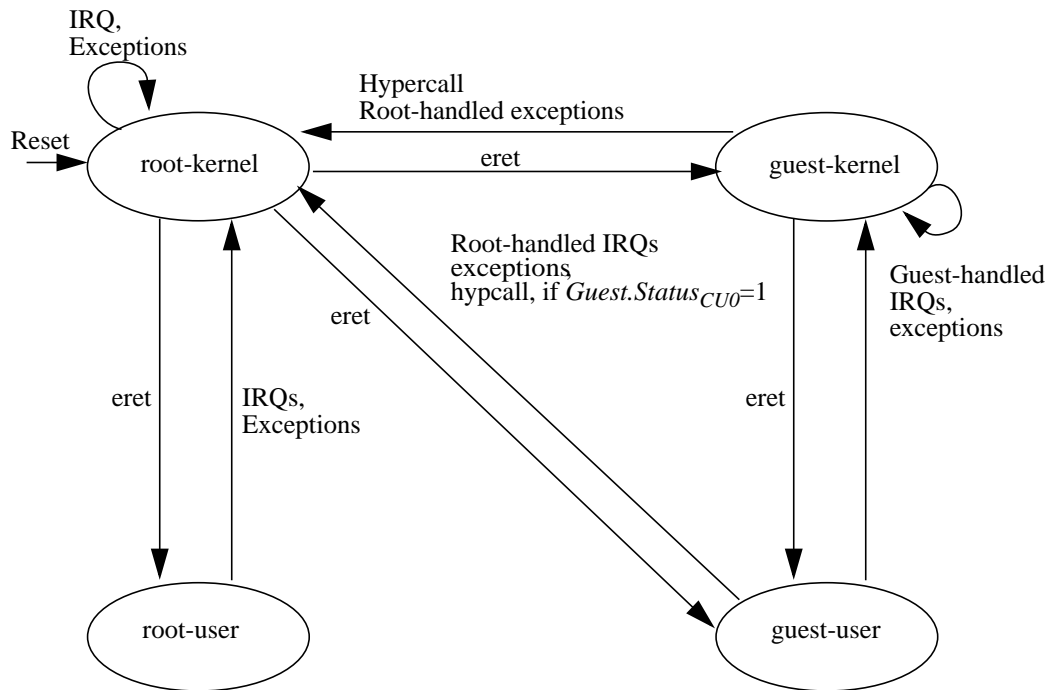 IRQ,
Exceptions
Hypercall
Root-handled exceptions
Reset
root-kernel
eret
guest-kernel
Root-handled IRQs
exceptions,
hypcall, if Guest.Status_CU0=1
Guest-handled
IRQs,
exceptions
eret
eret
IRQs,
Exceptions
eret
root-user
guest-user